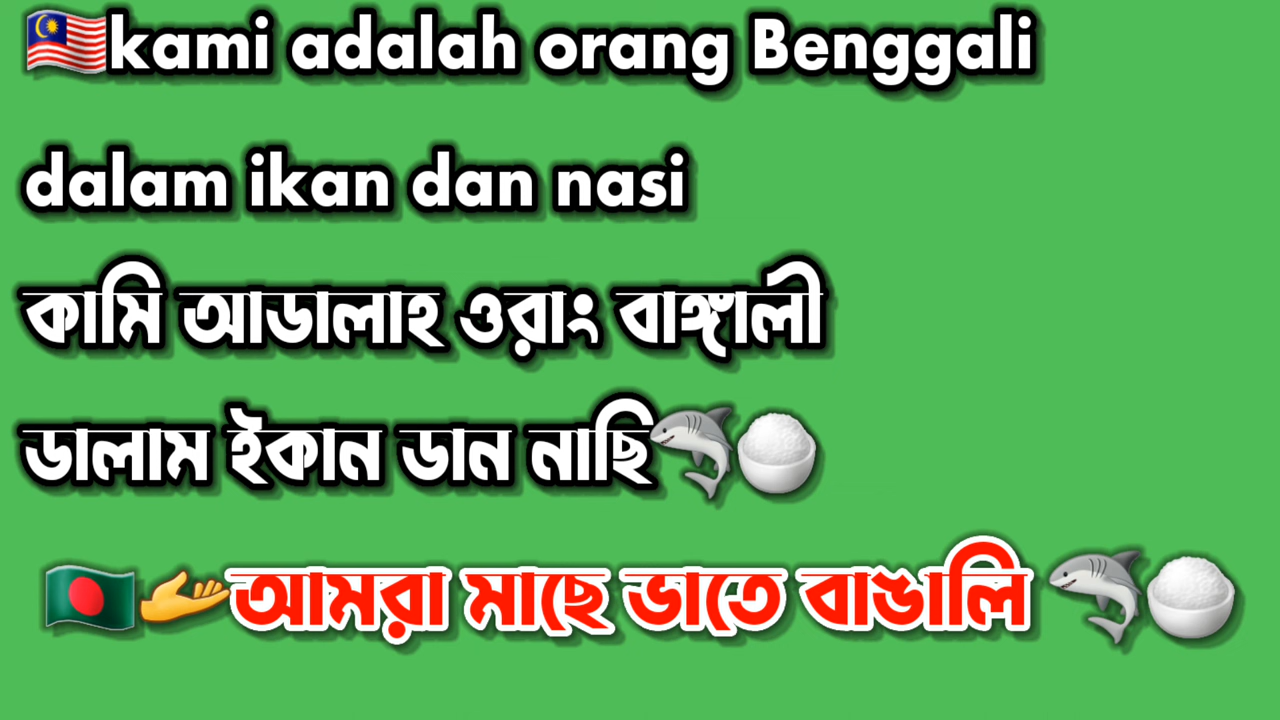 🇲🇾kami adalah orang Benggali
dalam ikan dan nasi
কামি আডালাহ ওরাং বাঙ্গালী
ডালাম ইকান ডান নাছি🦈🍚
🇧🇩🫴আমরা মাছে ভাতে বাঙালি 🦈🍚